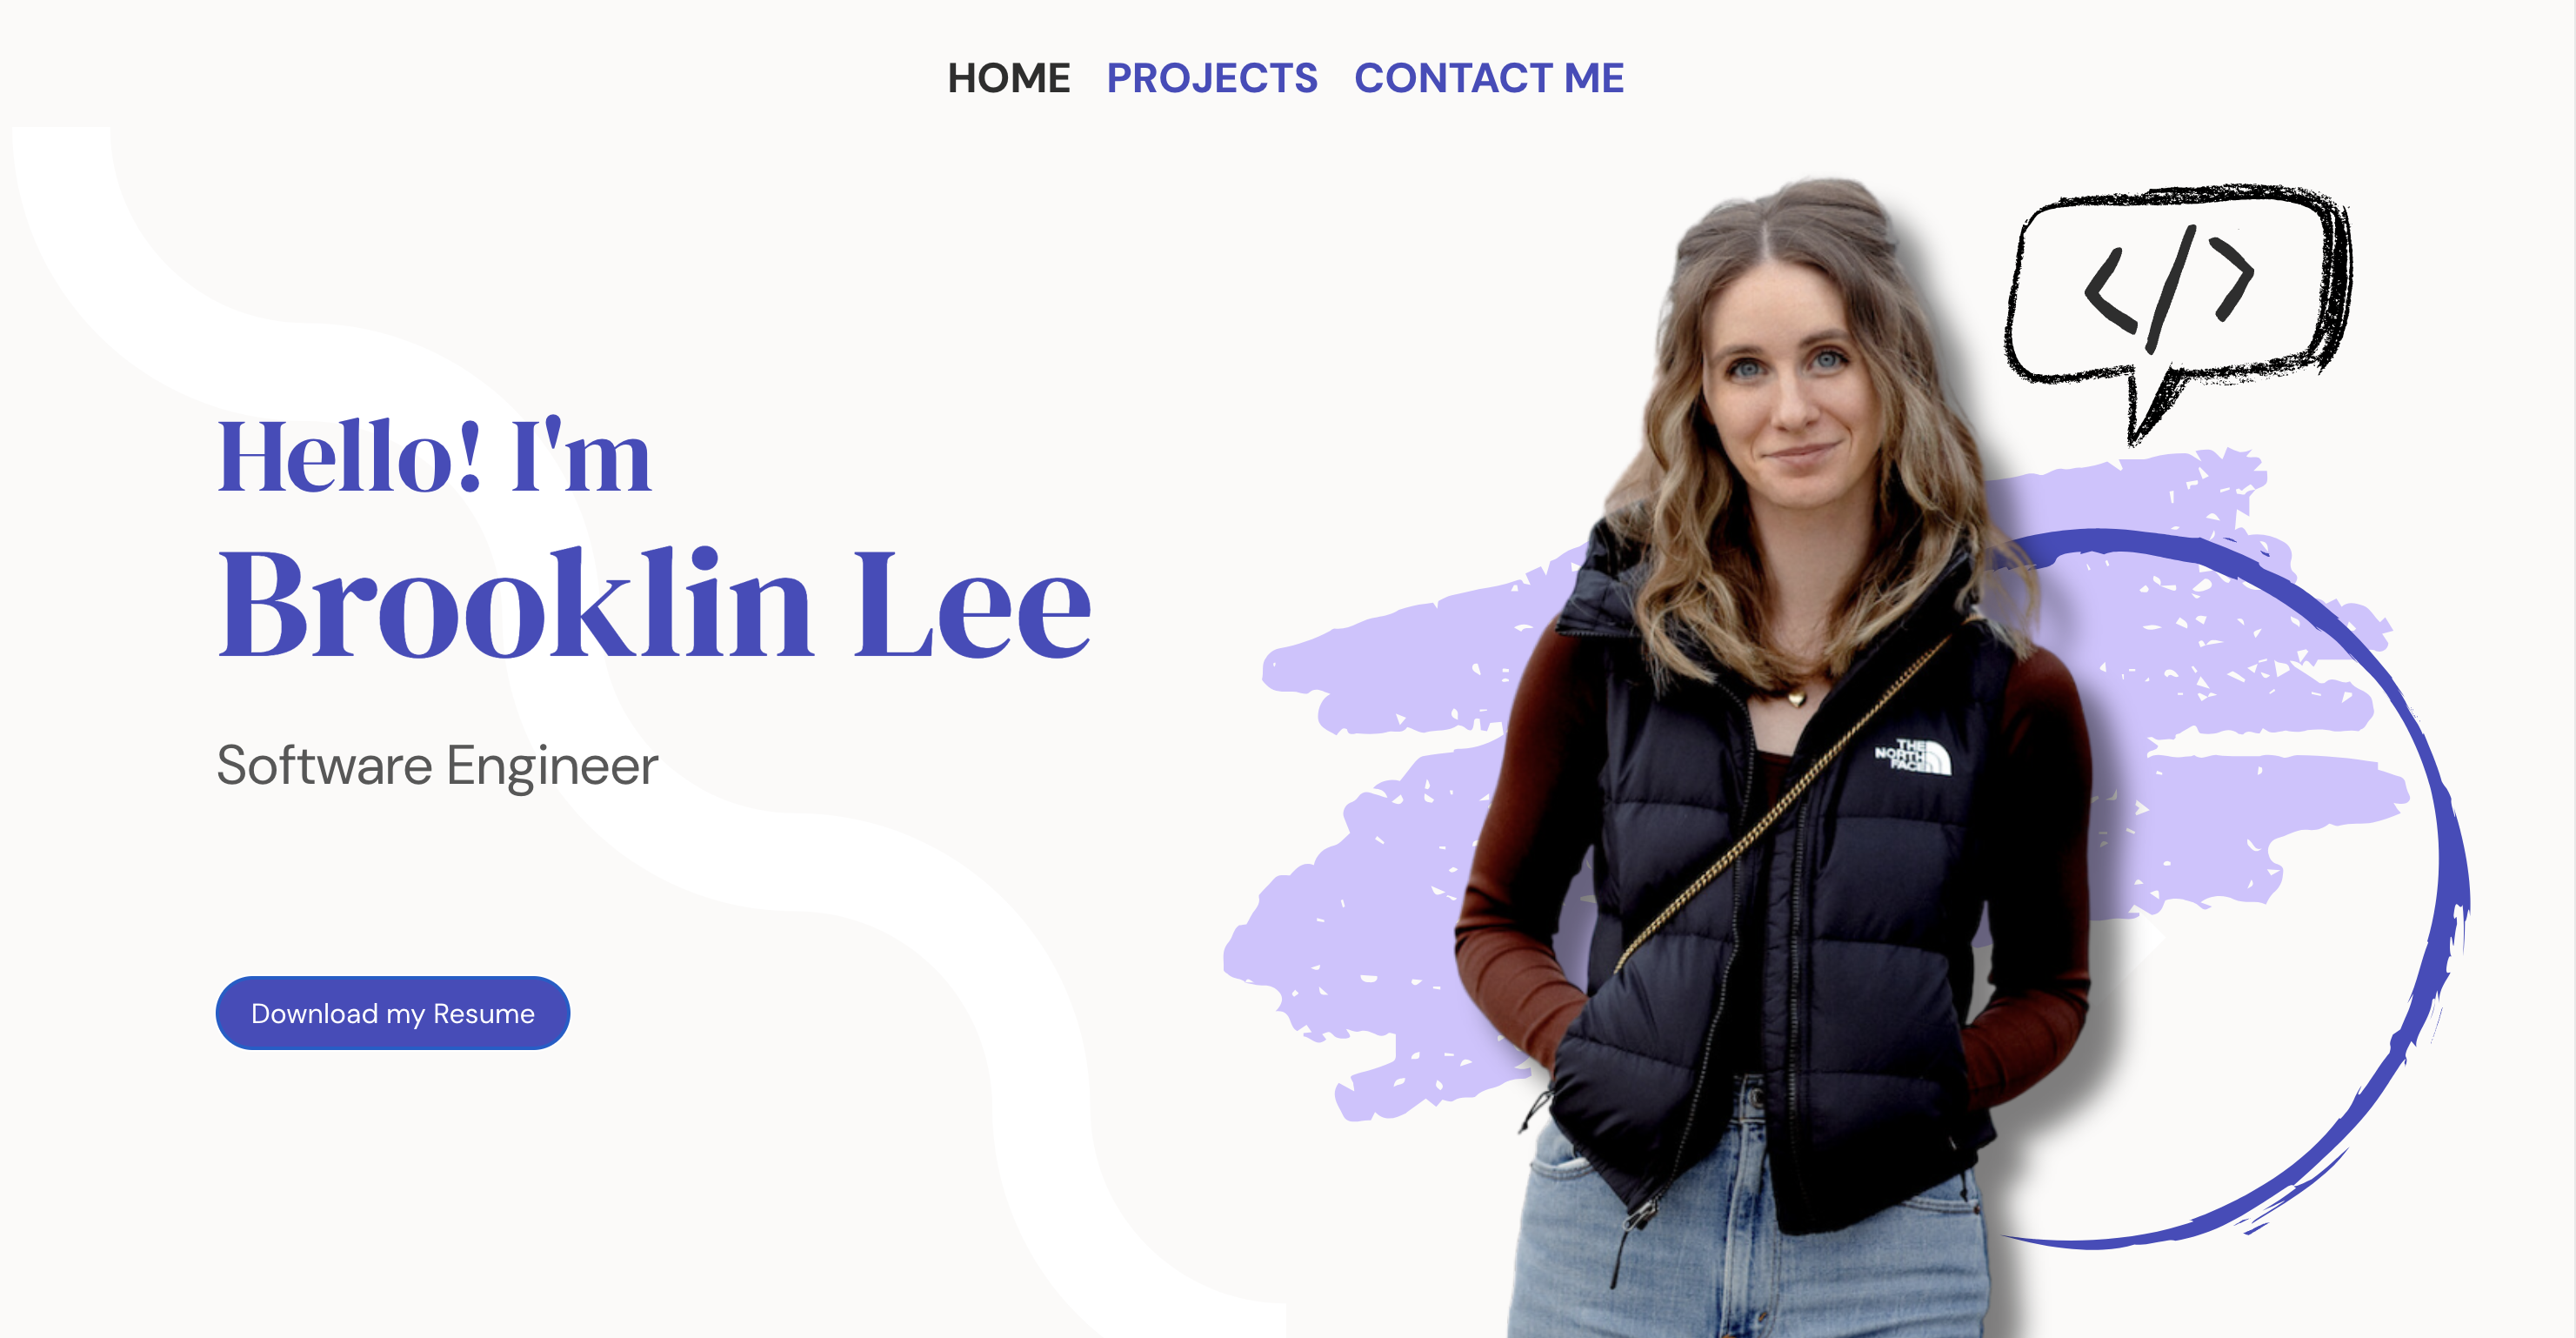 HOME PROJECTS CONTACT ME
</>
Hello! I'm
Brooklin Lee
THE
NORTH
FACE
Software Engineer
Download my Resume